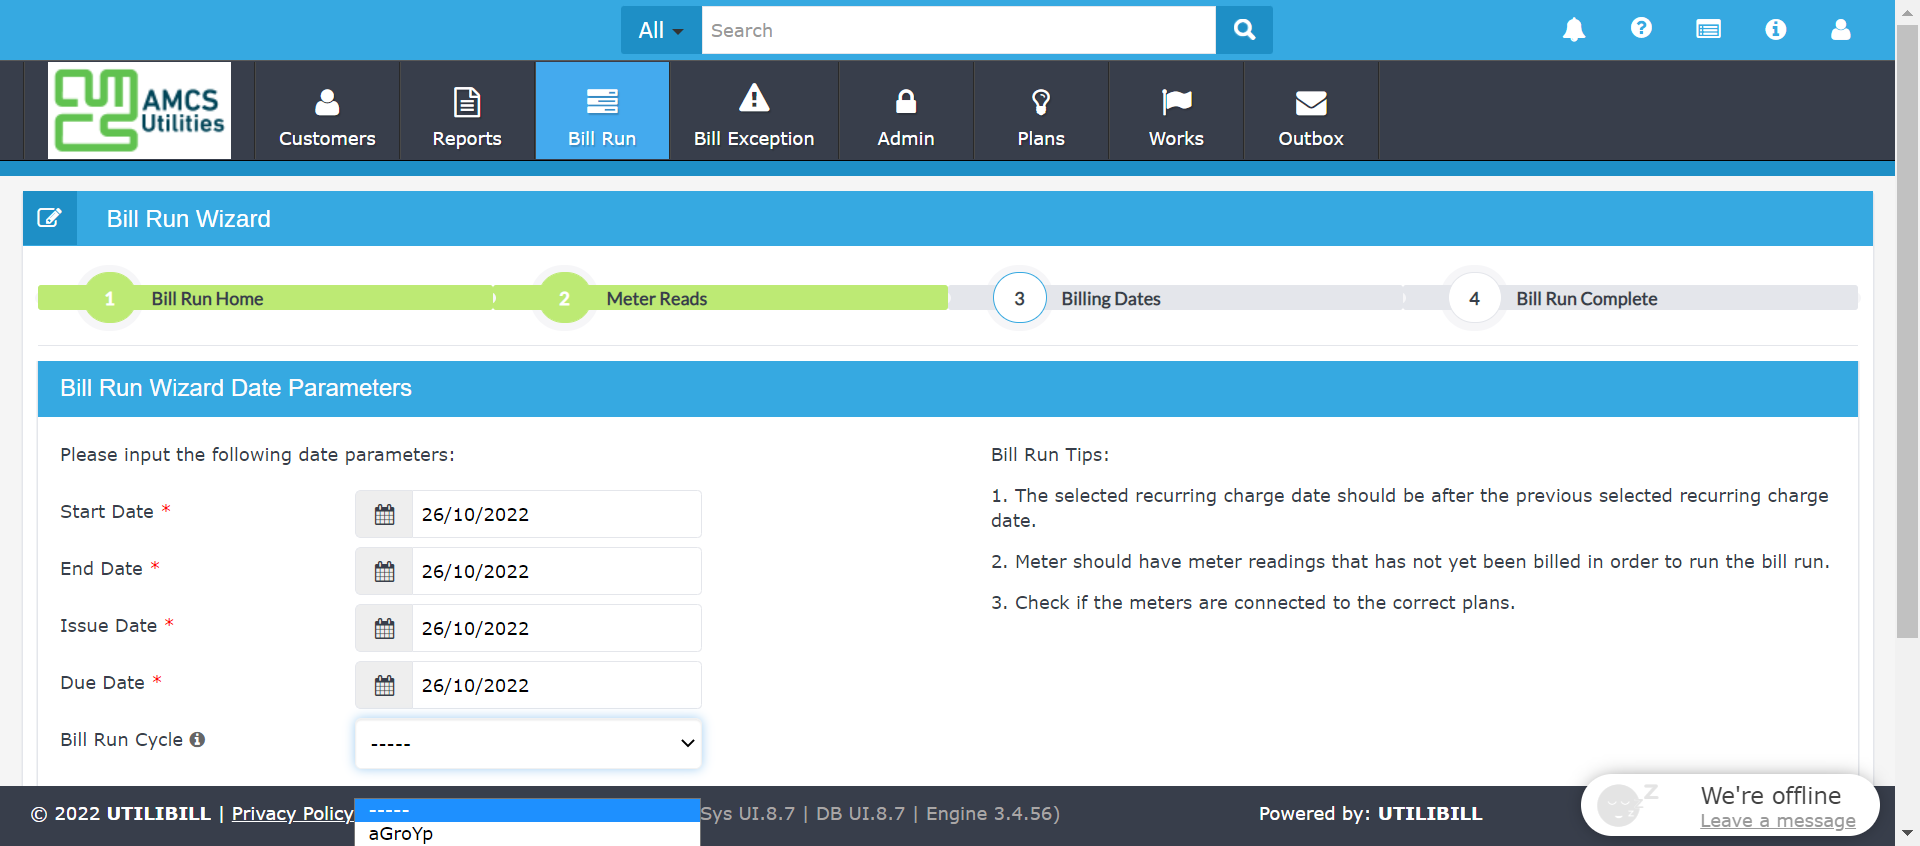 All
Search
AMCS
Utilities
Customers
Reports
Bill Run
Bill Exception
Admin
Plans
Works
Outbox
Bill Run Wizard
1 Bill Run Home
2 Meter Reads
3 Billing Dates
4 Bill Run Complete
Bill Run Wizard Date Parameters
Please input the following date parameters:
Start Date * 26/10/2022
End Date * 26/10/2022
Issue Date * 26/10/2022
Due Date * 26/10/2022
Bill Run Cycle -----
Bill Run Tips:
1. The selected recurring charge date should be after the previous selected recurring charge
date.
2. Meter should have meter readings that has not yet been billed in order to run the bill run.
3. Check if the meters are connected to the correct plans.
© 2022 UTILIBILL | Privacy Policy
-----
aGroYp
Sys UI.8.7 | DB UI.8.7 | Engine 3.4.56)
Powered by: UTILIBILL
We're offline
Leave a message